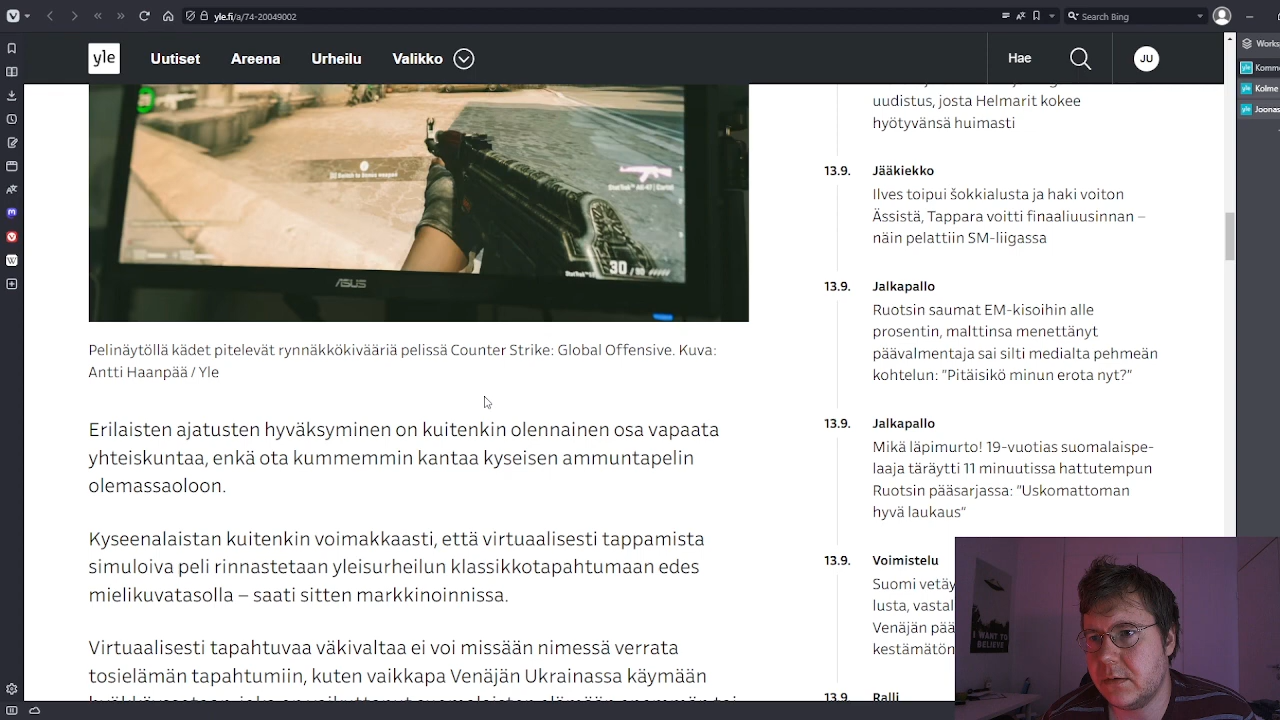 yle.fi/a/74-20049002
Search Bing
yle
Uutiset
Areena
Urheilu
Valikko
Hae
JU
Works
Komm
Kolme
Joonas
ASUS
30
Pelinäytöllä kädet pitelevät rynnäkkökivääriä pelissä Counter Strike: Global Offensive. Kuva:
Antti Haanpää / Yle
Erilaisten ajatusten hyväksyminen on kuitenkin olennainen osa vapaata
yhteiskuntaa, enkä ota kummemmin kantaa kyseisen ammuntapelin
olemassaoloon.
Kyseenalaistan kuitenkin voimakkaasti, että virtuaalisesti tappamista
simuloiva peli rinnastetaan yleisurheilun klassikkotapahtumaan edes
mielikuvatasolla – saati sitten markkinoinnissa.
Virtuaalisesti tapahtuvaa väkivaltaa ei voi missään nimessä verrata
tosielämän tapahtumiin, kuten vaikkapa Venäjän Ukrainassa käymään
uudistus, josta Helmarit kokee
hyötyvänsä huimasti
13.9. Jääkiekko
Ilves toipui šokkialusta ja haki voiton
Ässistä, Tappara voitti finaaliuusinnan –
näin pelattiin SM-liigassa
13.9. Jalkapallo
Ruotsin saumat EM-kisoihin alle
prosentin, malttinsa menettänyt
päävalmentaja sai silti medialta pehmeän
kohtelun: ”Pitäisikö minun erota nyt?”
13.9. Jalkapallo
Mikä läpimurto! 19-vuotias suomalaispe-
laaja täräytti 11 minuutissa hattutempun
Ruotsin pääsarjassa: ”Uskomattoman
hyvä laukaus”
13.9. Voimistelu
Suomi vetäy
lusta, vastal
Venäjän pää
kestämätön
13.9. Ralli
I WANT TO
BELIEVE